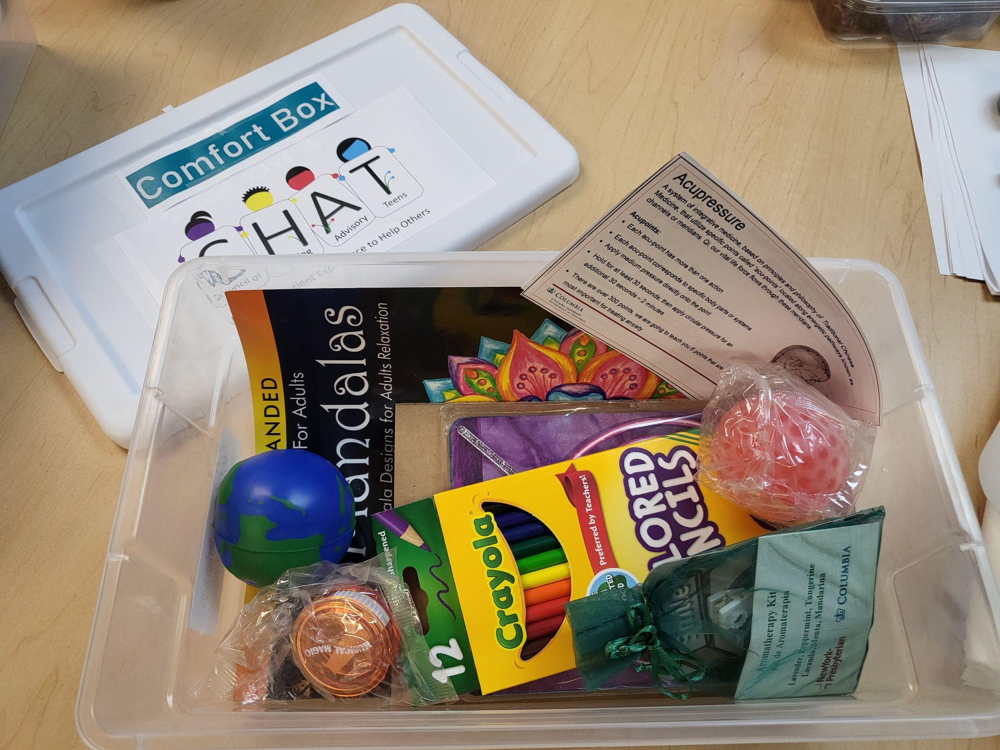 Comfort Box
C H A T
Advisory
Teens
Acupressure
A system of integrative medicine, based on principles and philosophy of Traditional Chinese
Medicine, that utilize specific points called "acu-points" located along energetic pathways known as
channels or meridians. Qi, our vital life force flows through these meridians.
Acupoints:
Each acu-point has more than one action
Each acu-point corresponds to specific body parts or systems
Apply medium pressure directly onto the point
Hold for at least 30 seconds; then apply circular pressure for an
additional 30 seconds – 2 minutes
There are over 300 points, we are going to teach you 6 points that are
most important for treating anxiety
COLUMBIA
COLUMBIA UNIVERSITY
DEPARTMENT OF PEDIATRICS
For Adults
Designs for Adults Relaxation
MUSICAL MAGIC
12
Crayola
Preferred by Teachers!
Aromatherapy Kit
de Aromaterapia
Lavender, Peppermint, Tangerine
Lavanda, Menta, Mandarina
NewYork-
Presbyterian
COLUMBIA
to Help Others